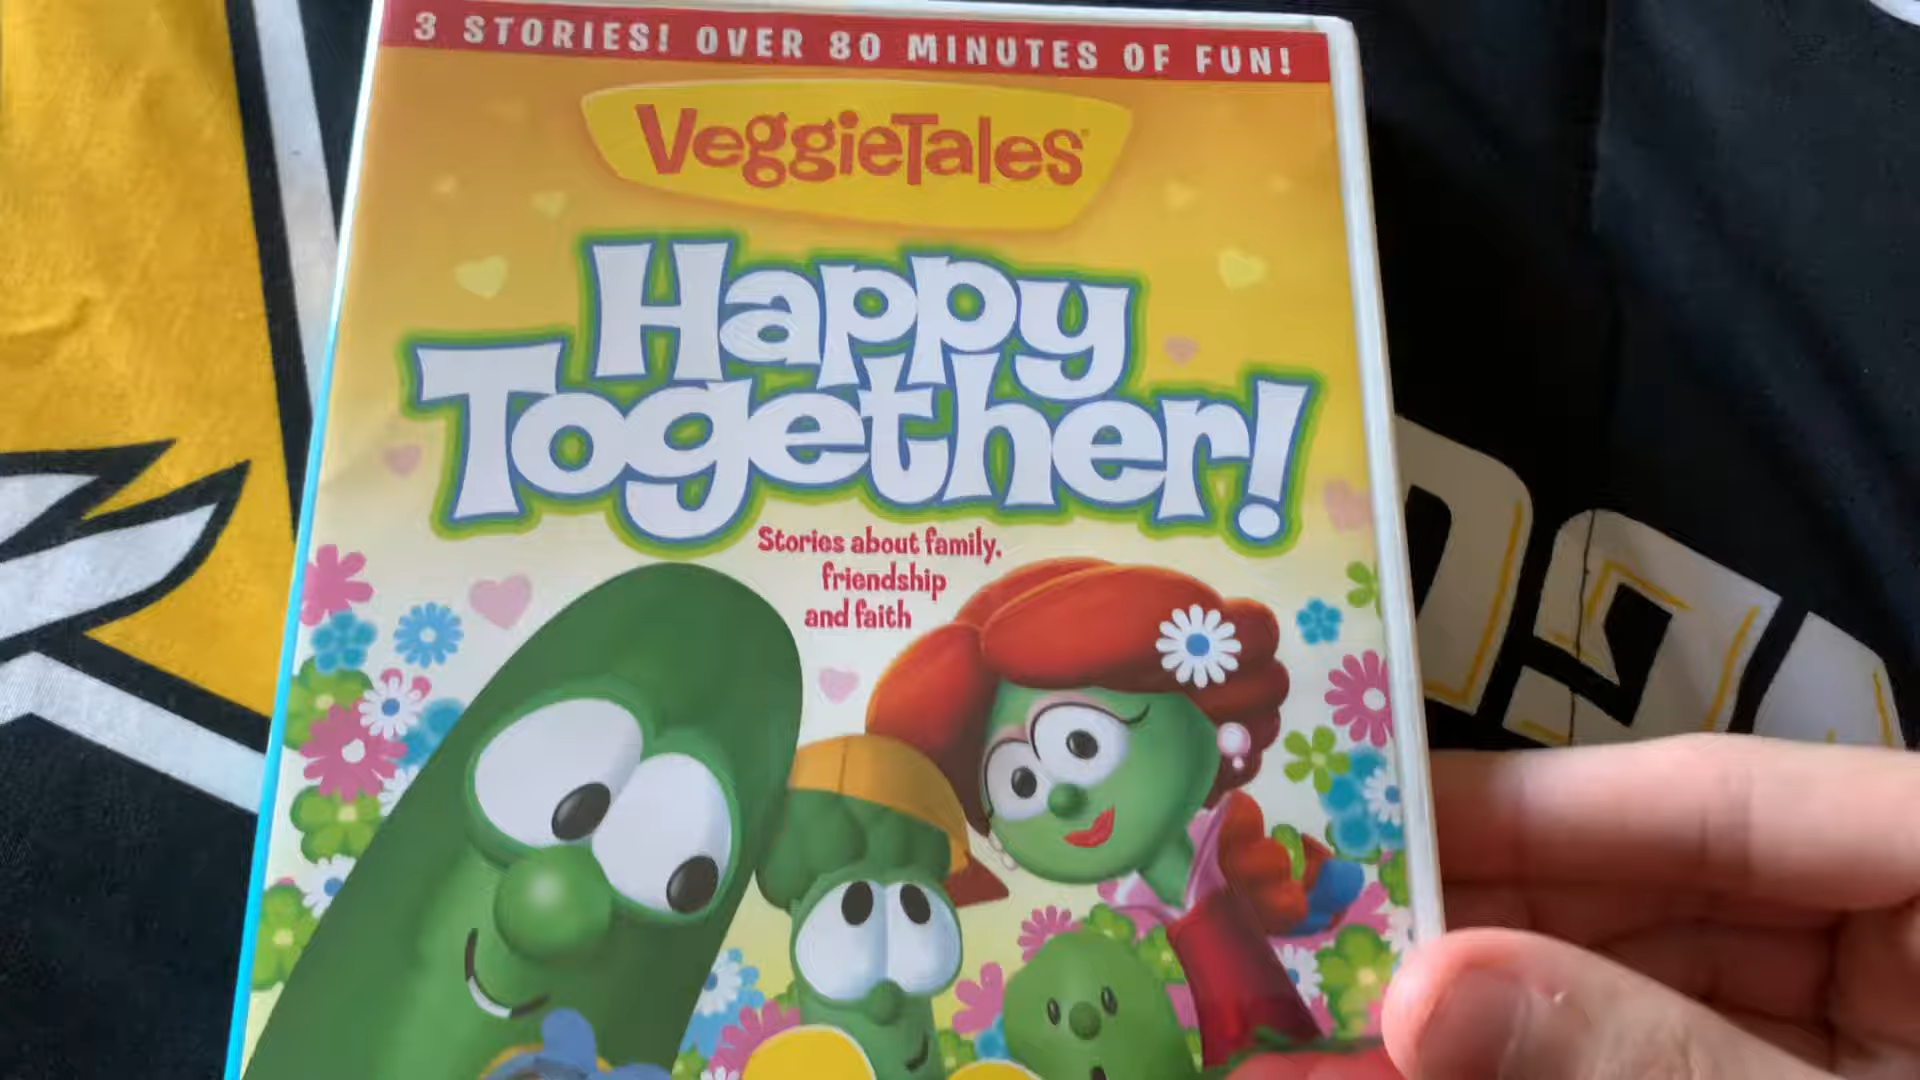 3 STORIES! OVER 80 MINUTES OF FUN!
VeggieTales
Happy
Together!
Stories about family,
friendship
and faith